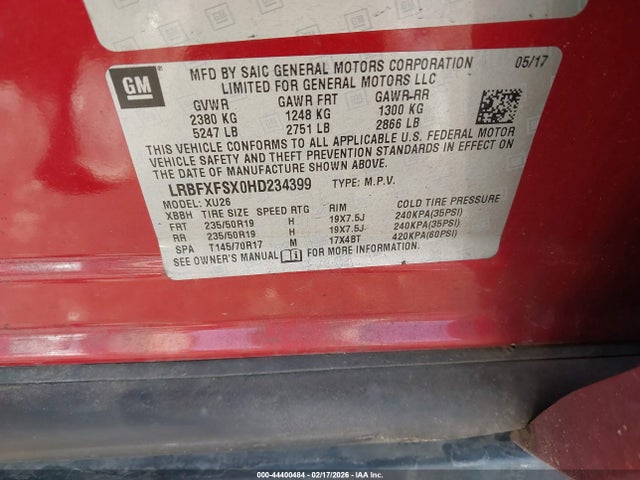 GM
MFD BY SAIC GENERAL MOTORS CORPORATION 05/17
LIMITED FOR GENERAL MOTORS LLC
GVWR GAWR FRT GAWR RR
2380 KG 1248 KG 1300 KG
5247 LB 2751 LB 2866 LB
THIS VEHICLE CONFORMS TO ALL APPLICABLE U.S. FEDERAL MOTOR
VEHICLE SAFETY AND THEFT PREVENTION STANDARDS IN EFFECT ON
THE DATE OF MANUFACTURE SHOWN ABOVE.
LRBFXFSX0HD234399 TYPE: M.P.V.
MODEL: XU26
XBBH TIRE SIZE SPEED RTG RIM COLD TIRE PRESSURE
FRT 235/50R19 H 19X7.5J 240KPA(35PSI)
RR 235/50R19 H 19X7.5J 240KPA(35PSI)
SPA T145/70R17 M 17X4BT 420KPA(60PSI)
SEE OWNER'S MANUAL FOR MORE INFORMATION
000-44400484 - 02/17/2026 - IAA Corp.